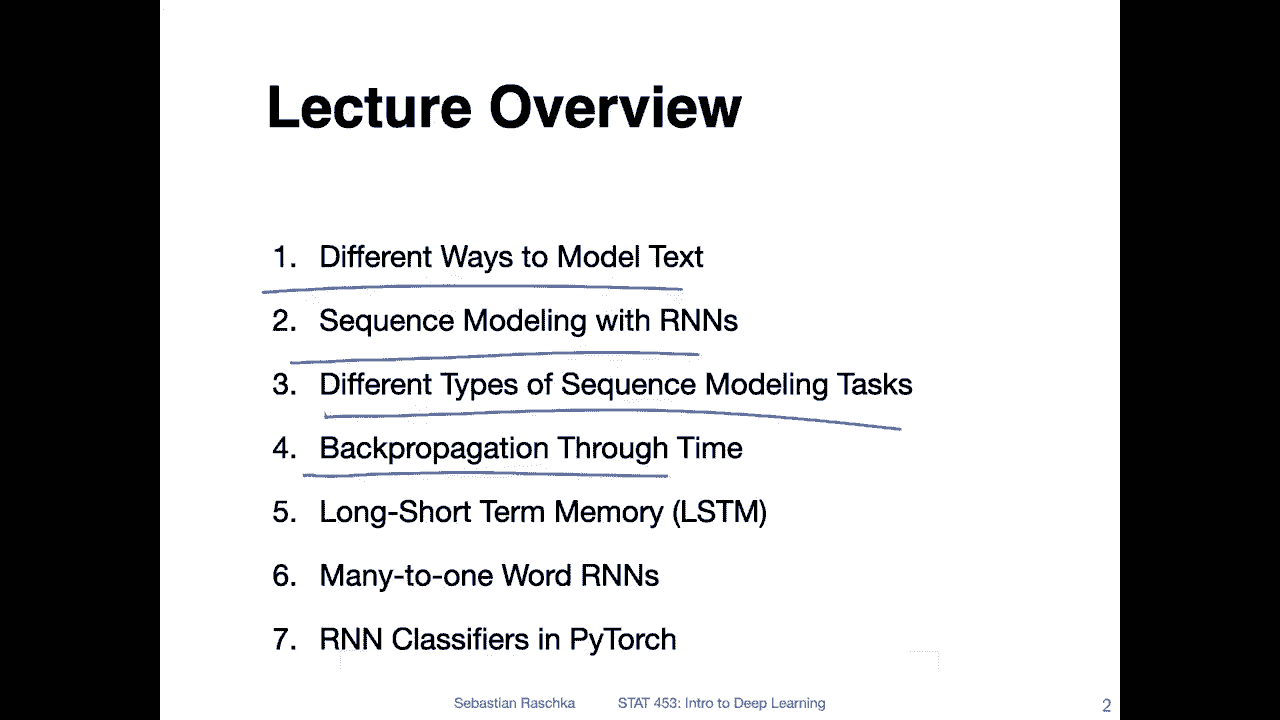 Lecture Overview
1. Different Ways to Model Text
2. Sequence Modeling with RNNs
3. Different Types of Sequence Modeling Tasks
4. Backpropagation Through Time
5. Long-Short Term Memory (LSTM)
6. Many-to-one Word RNNs
7. RNN Classifiers in PyTorch
Sebastian Raschka STAT 453: Intro to Deep Learning 2